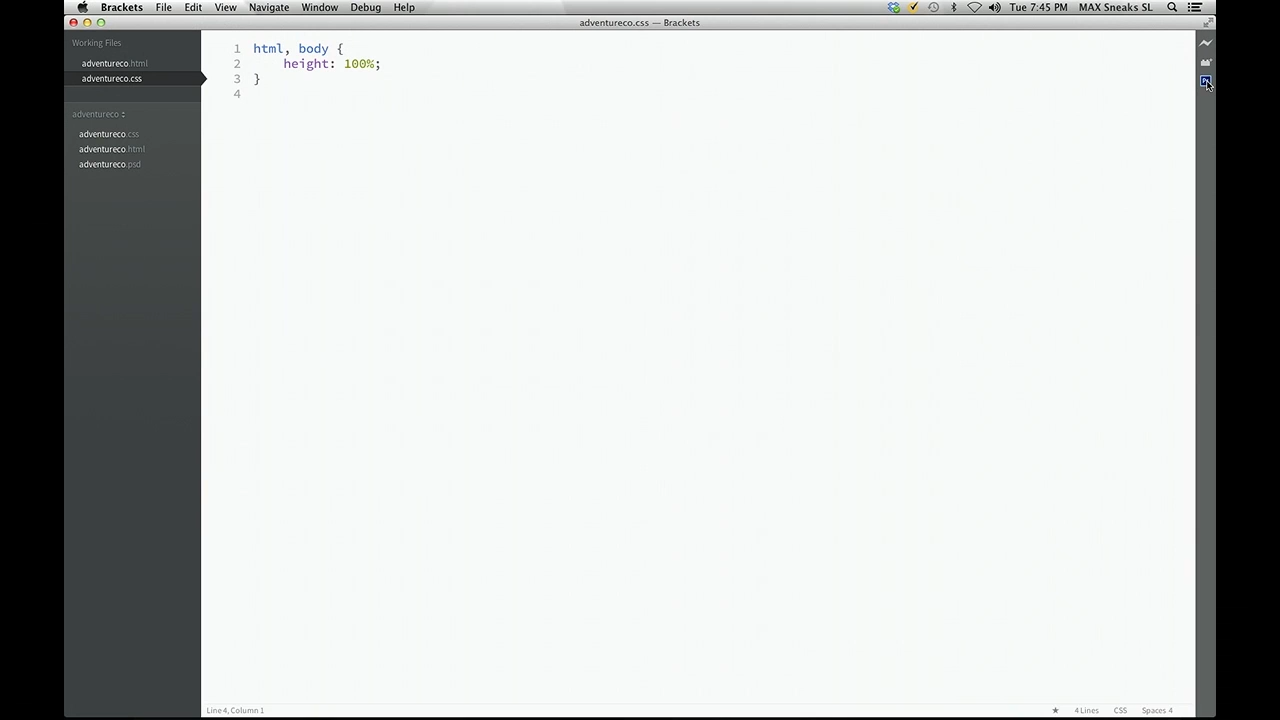 Brackets File Edit View Navigate Window Debug Help Tue 7:45 PM MAX Sneaks SL
adventureco.css — Brackets
Working Files
adventureco.html
adventureco.css
adventureco
adventureco.css
adventureco.html
adventureco.psd
1 html, body {
2 height: 100%;
3 }
4
Line 4, Column 1
4 Lines CSS Spaces 4